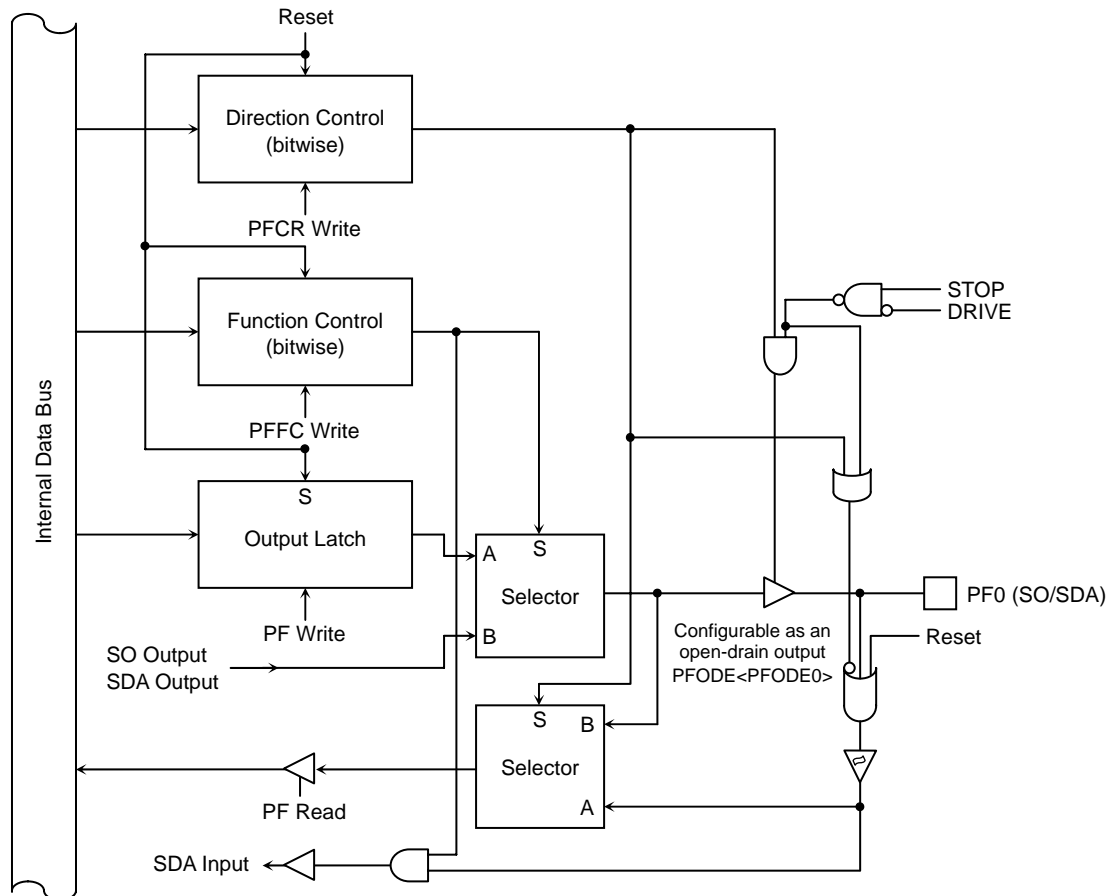 Reset
Direction Control
(bitwise)
PFCR Write
STOP
DRIVE
Function Control
(bitwise)
PFFC Write
Internal Data Bus
S
Output Latch
PF Write
A
S
Selector
B
SO Output
SDA Output
PF0 (SO/SDA)
Configurable as an
open-drain output
PFODE<PFODE0>
Reset
S
B
Selector
A
PF Read
SDA Input